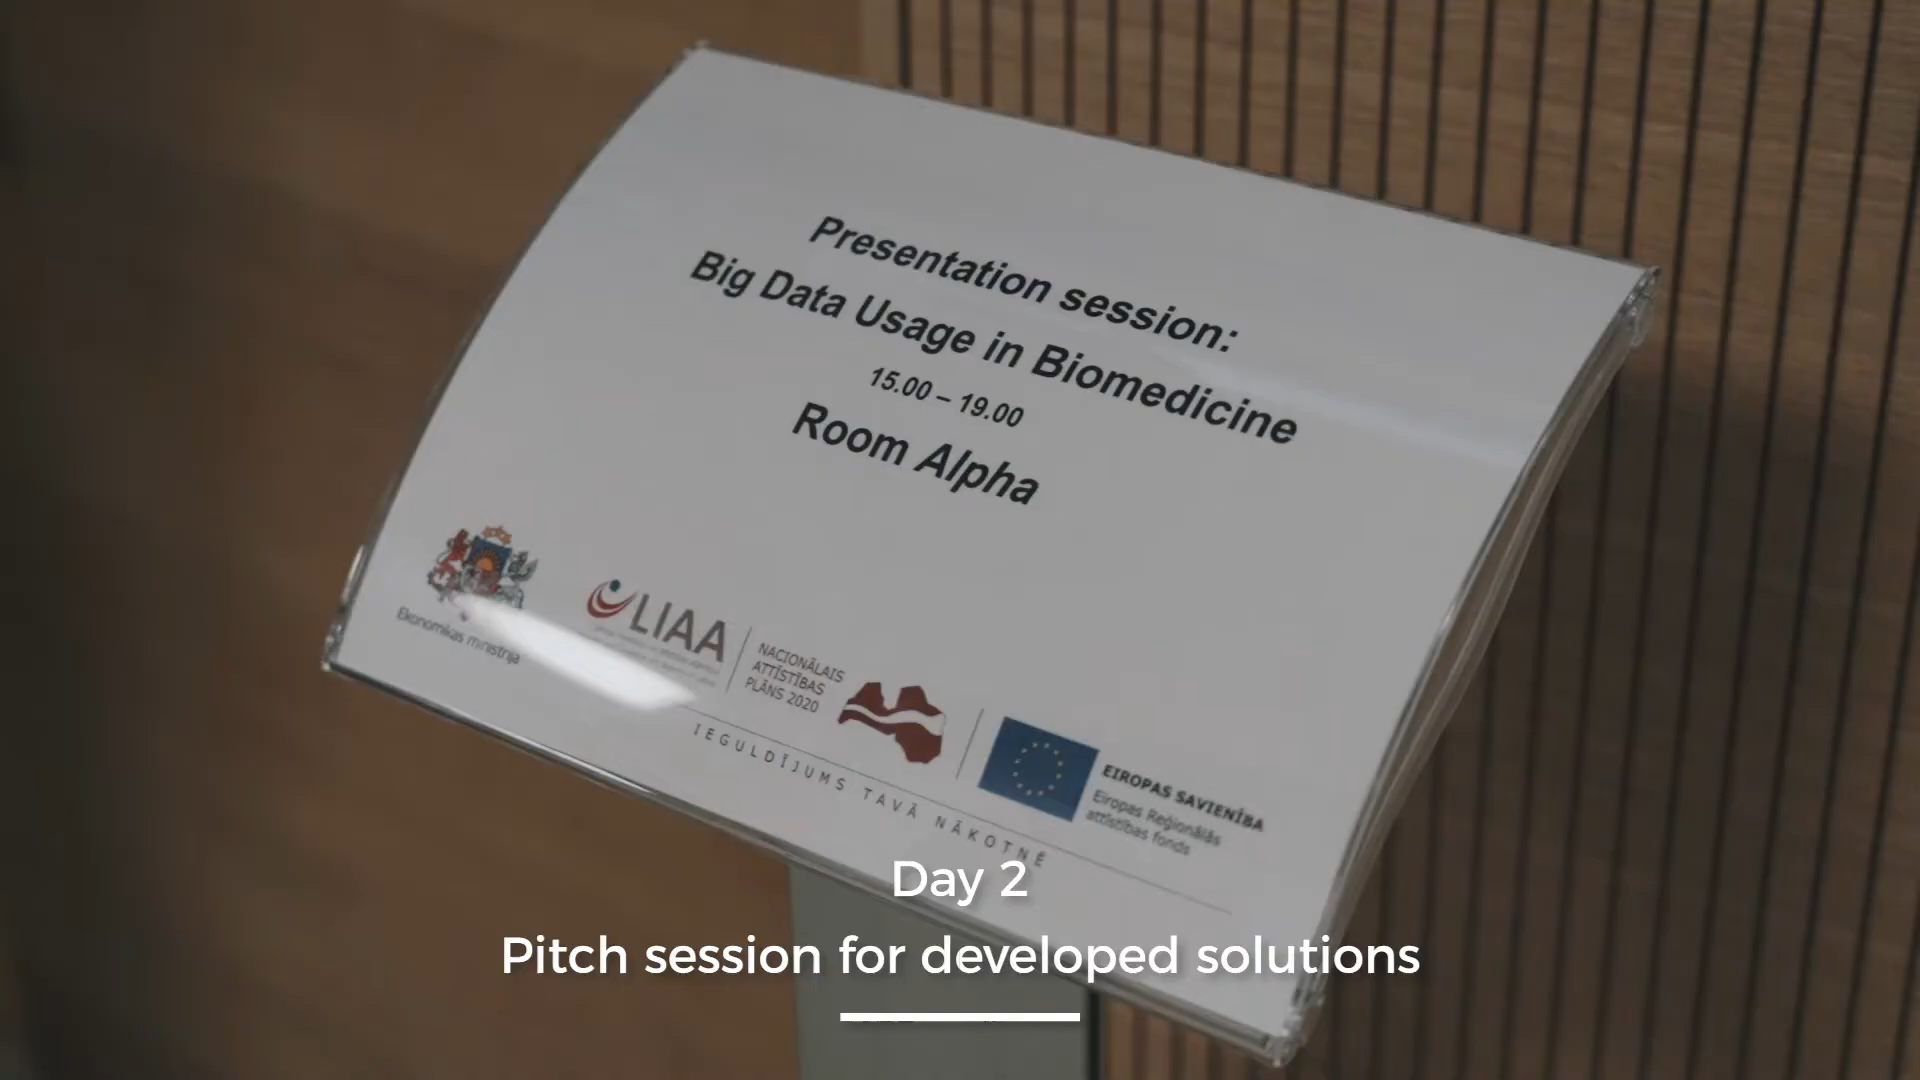 Presentation session:
Big Data Usage in Biomedicine
15.00 – 19.00
Room Alpha
Ekonomikas ministrija
LIAA
NACIONĀLAIS
ATTĪSTĪBAS
PLĀNS 2020
EIROPAS SAVIENĪBA
Eiropas Reģionālās
attīstības fonds
IEGULDĪJUMS TAVĀ NĀKOTNĒ
Day 2
Pitch session for developed solutions